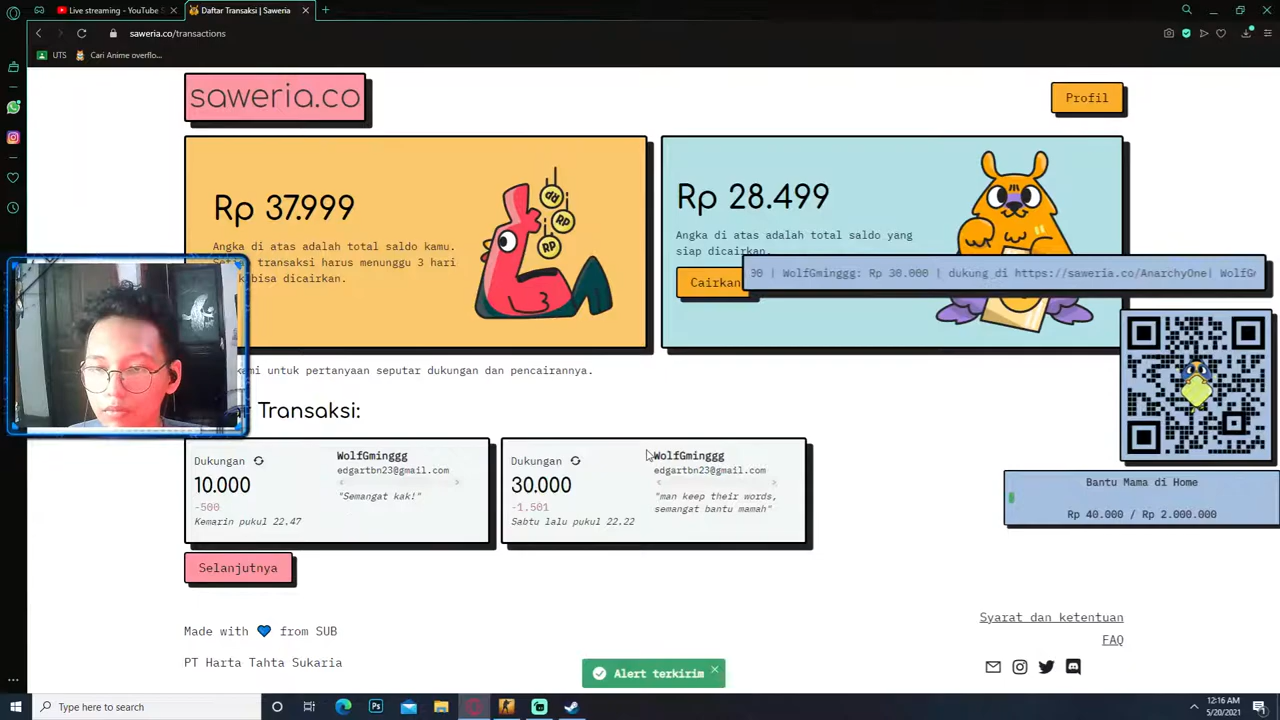 Live streaming - YouTube S
Daftar Transaksi | Saweria
saweria.co/transactions
UTS
Cari Anime overflo...
saweria.co
Profil
Rp 37.999
Angka di atas adalah total saldo kamu.
transaksi harus menunggu 3 hari
bisa dicairkan.
RP
RP
RP
Rp 28.499
Angka di atas adalah total saldo yang
siap dicairkan.
Cairkan
| WolfGminggg: Rp 30.000 | dukung di https://saweria.co/AnarchyOne|
kami untuk pertanyaan seputar dukungan dan pencairannya.
Transaksi:
Dukungan
10.000
-500
Kemarin pukul 22.47
WolfGminggg
edgartbn23@gmail.com
"Semangat kak!"
Dukungan
30.000
-1.501
Sabtu lalu pukul 22.22
WolfGminggg
edgartbn23@gmail.com
"man keep their words,
semangat bantu mamah"
Bantu Mama di Home
Rp 40.000 / Rp 2.000.000
Selanjutnya
Made with 💙 from SUB
PT Harta Tahta Sukaria
Syarat dan ketentuan
FAQ
Alert terkirim
Type here to search
Ps
12:16 AM
5/20/2021